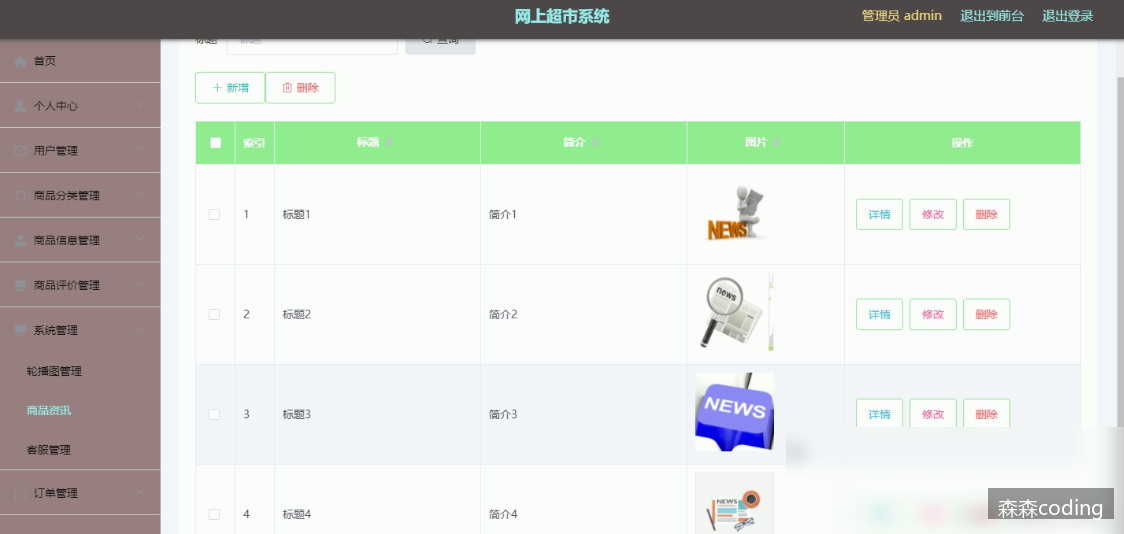 网上超市系统
管理员 admin 退出到前台 退出登录
标题 标题 查询
首页
个人中心
用户管理
商品分类管理
商品信息管理
商品评价管理
系统管理
轮播图管理
商品资讯
客服管理
订单管理
新增 删除
索引 标题 简介 图片 操作
1 标题1 简介1 NEWS 详情 修改 删除
2 标题2 简介2 news 详情 修改 删除
3 标题3 简介3 NEWS 详情 修改 删除
4 标题4 简介4 NEWS
森森coding